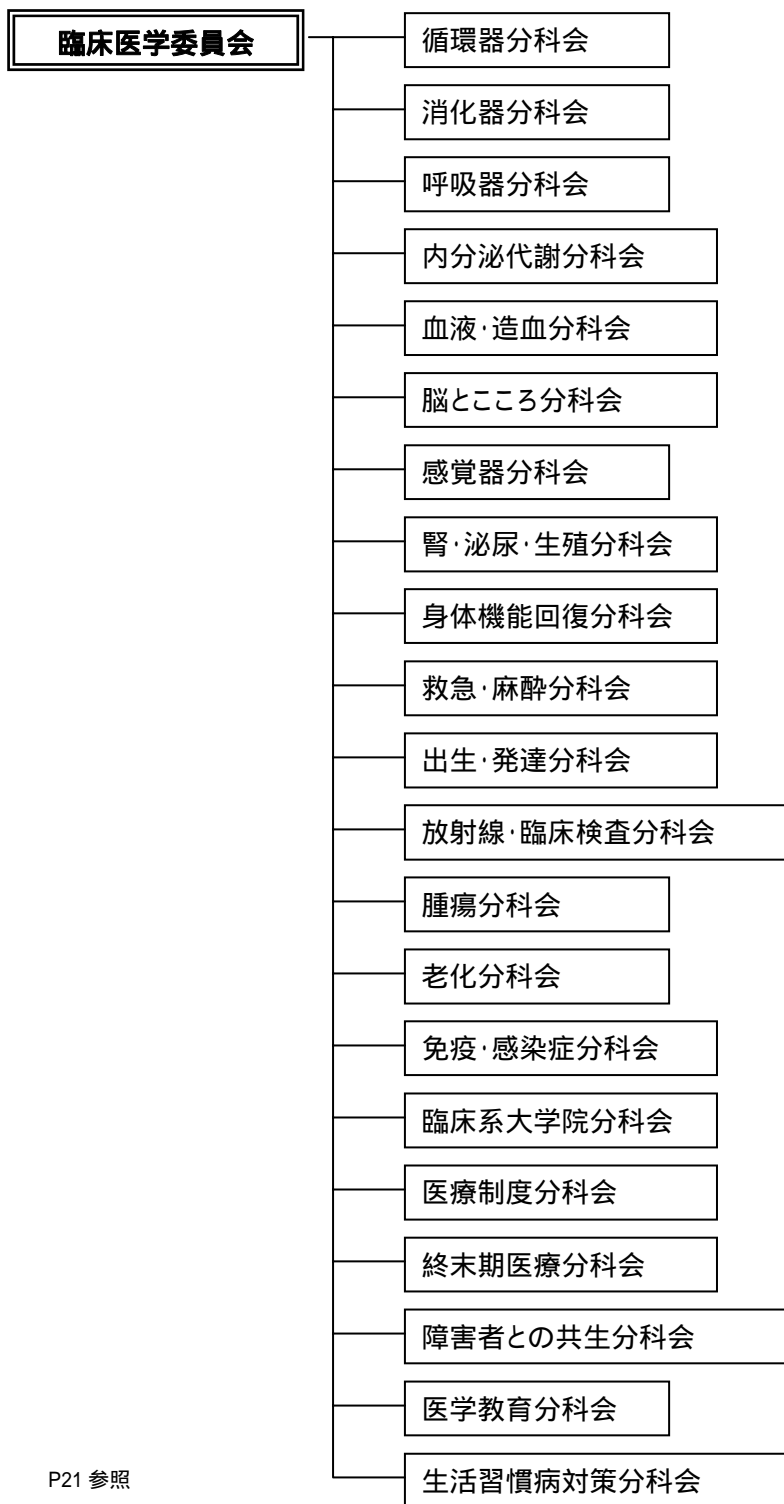 臨床医学委員会
循環器分科会
消化器分科会
呼吸器分科会
内分泌代謝分科会
血液・造血分科会
脳とこころ分科会
感覚器分科会
腎・泌尿・生殖分科会
身体機能回復分科会
救急・麻酔分科会
出生・発達分科会
放射線・臨床検査分科会
腫瘍分科会
老化分科会
免疫・感染症分科会
臨床系大学院分科会
医療制度分科会
終末期医療分科会
障害者との共生分科会
医学教育分科会
生活習慣病対策分科会
P21 参照